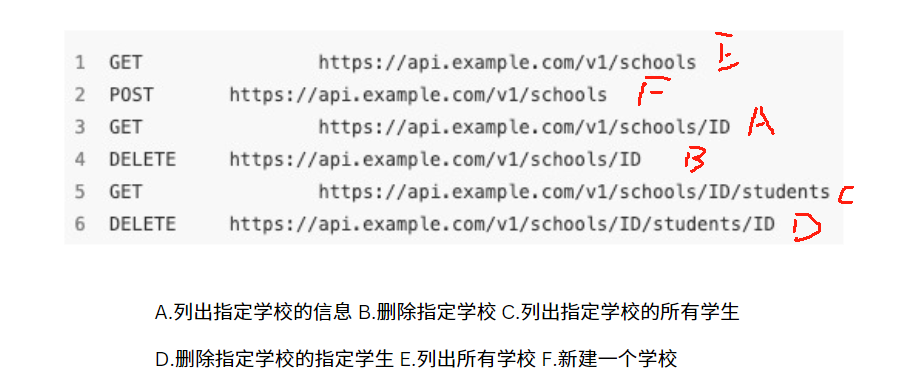 1 GET https://api.example.com/v1/schools E
2 POST https://api.example.com/v1/schools F
3 GET https://api.example.com/v1/schools/ID A
4 DELETE https://api.example.com/v1/schools/ID B
5 GET https://api.example.com/v1/schools/ID/students C
6 DELETE https://api.example.com/v1/schools/ID/students/ID D
A.列出指定学校的信息 B.删除指定学校 C.列出指定学校的所有学生
D.删除指定学校的指定学生 E.列出所有学校 F.新建一个学校